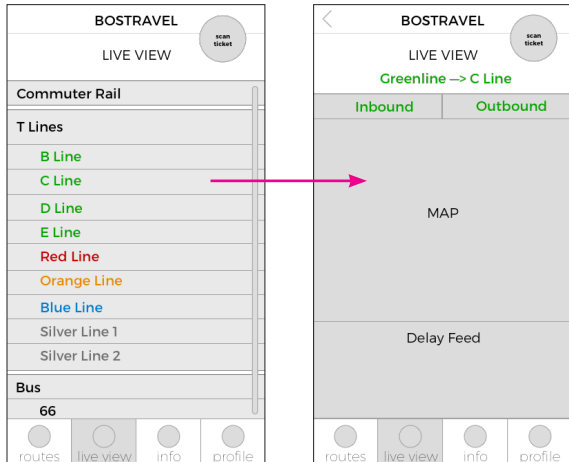 BOSTRAVEL
scan
ticket
LIVE VIEW
Commuter Rail
T Lines
B Line
C Line
D Line
E Line
Red Line
Orange Line
Blue Line
Silver Line 1
Silver Line 2
Bus
66
routes live view info profile
BOSTRAVEL
scan
ticket
LIVE VIEW
Greenline —> C Line
Inbound Outbound
MAP
Delay Feed
routes live view info profile